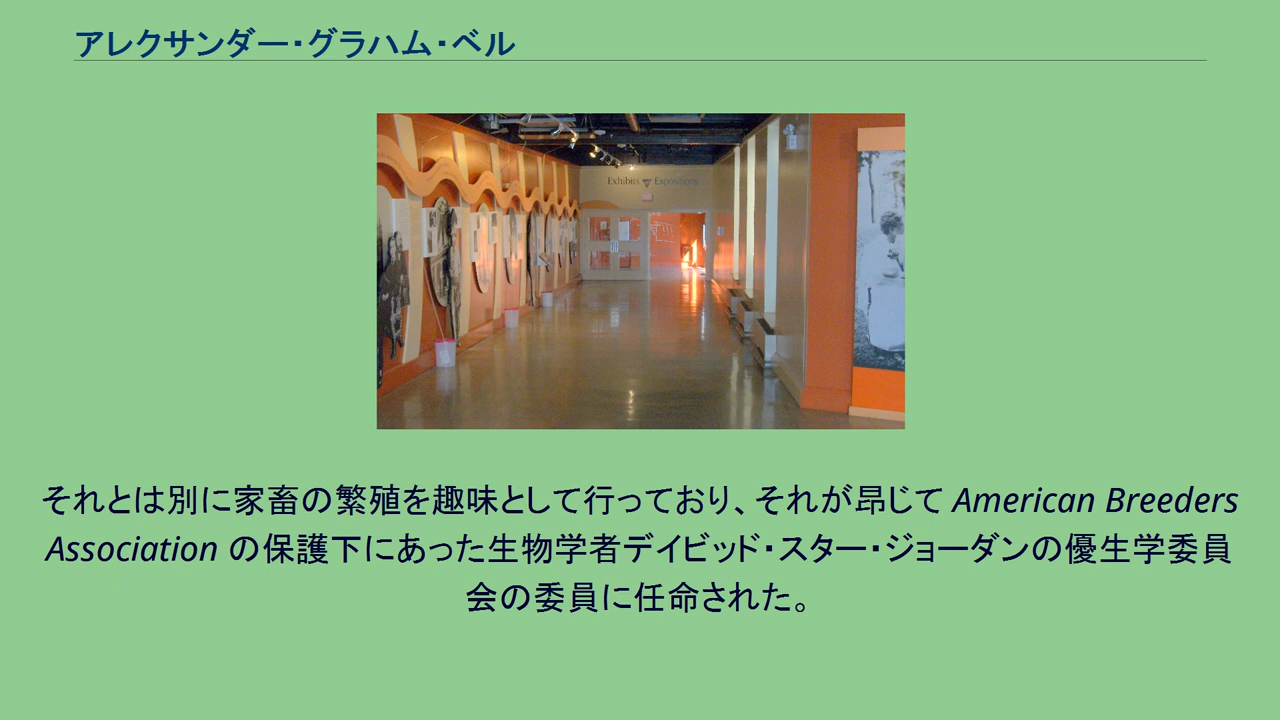 アレクサンダー・グラハム・ベル
Exhibits Expositions
それとは別に家畜の繁殖を趣味として行っており、それが昂じて American Breeders
Association の保護下にあった生物学者デイビッド・スター・ジョーダンの優生学委員
会の委員に任命された。